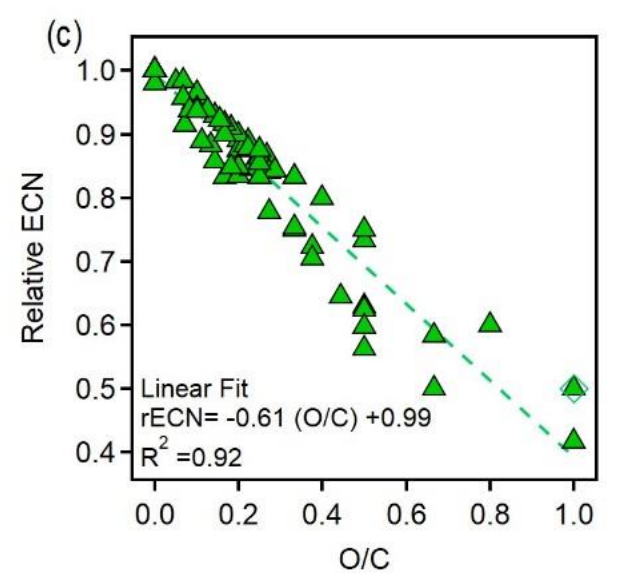 (c)
1.0
0.9
0.8
0.7
0.6
0.5
0.4
Relative ECN
Linear Fit
rECN= -0.61 (O/C) +0.99
R² =0.92
0.0 0.2 0.4 0.6 0.8 1.0
O/C